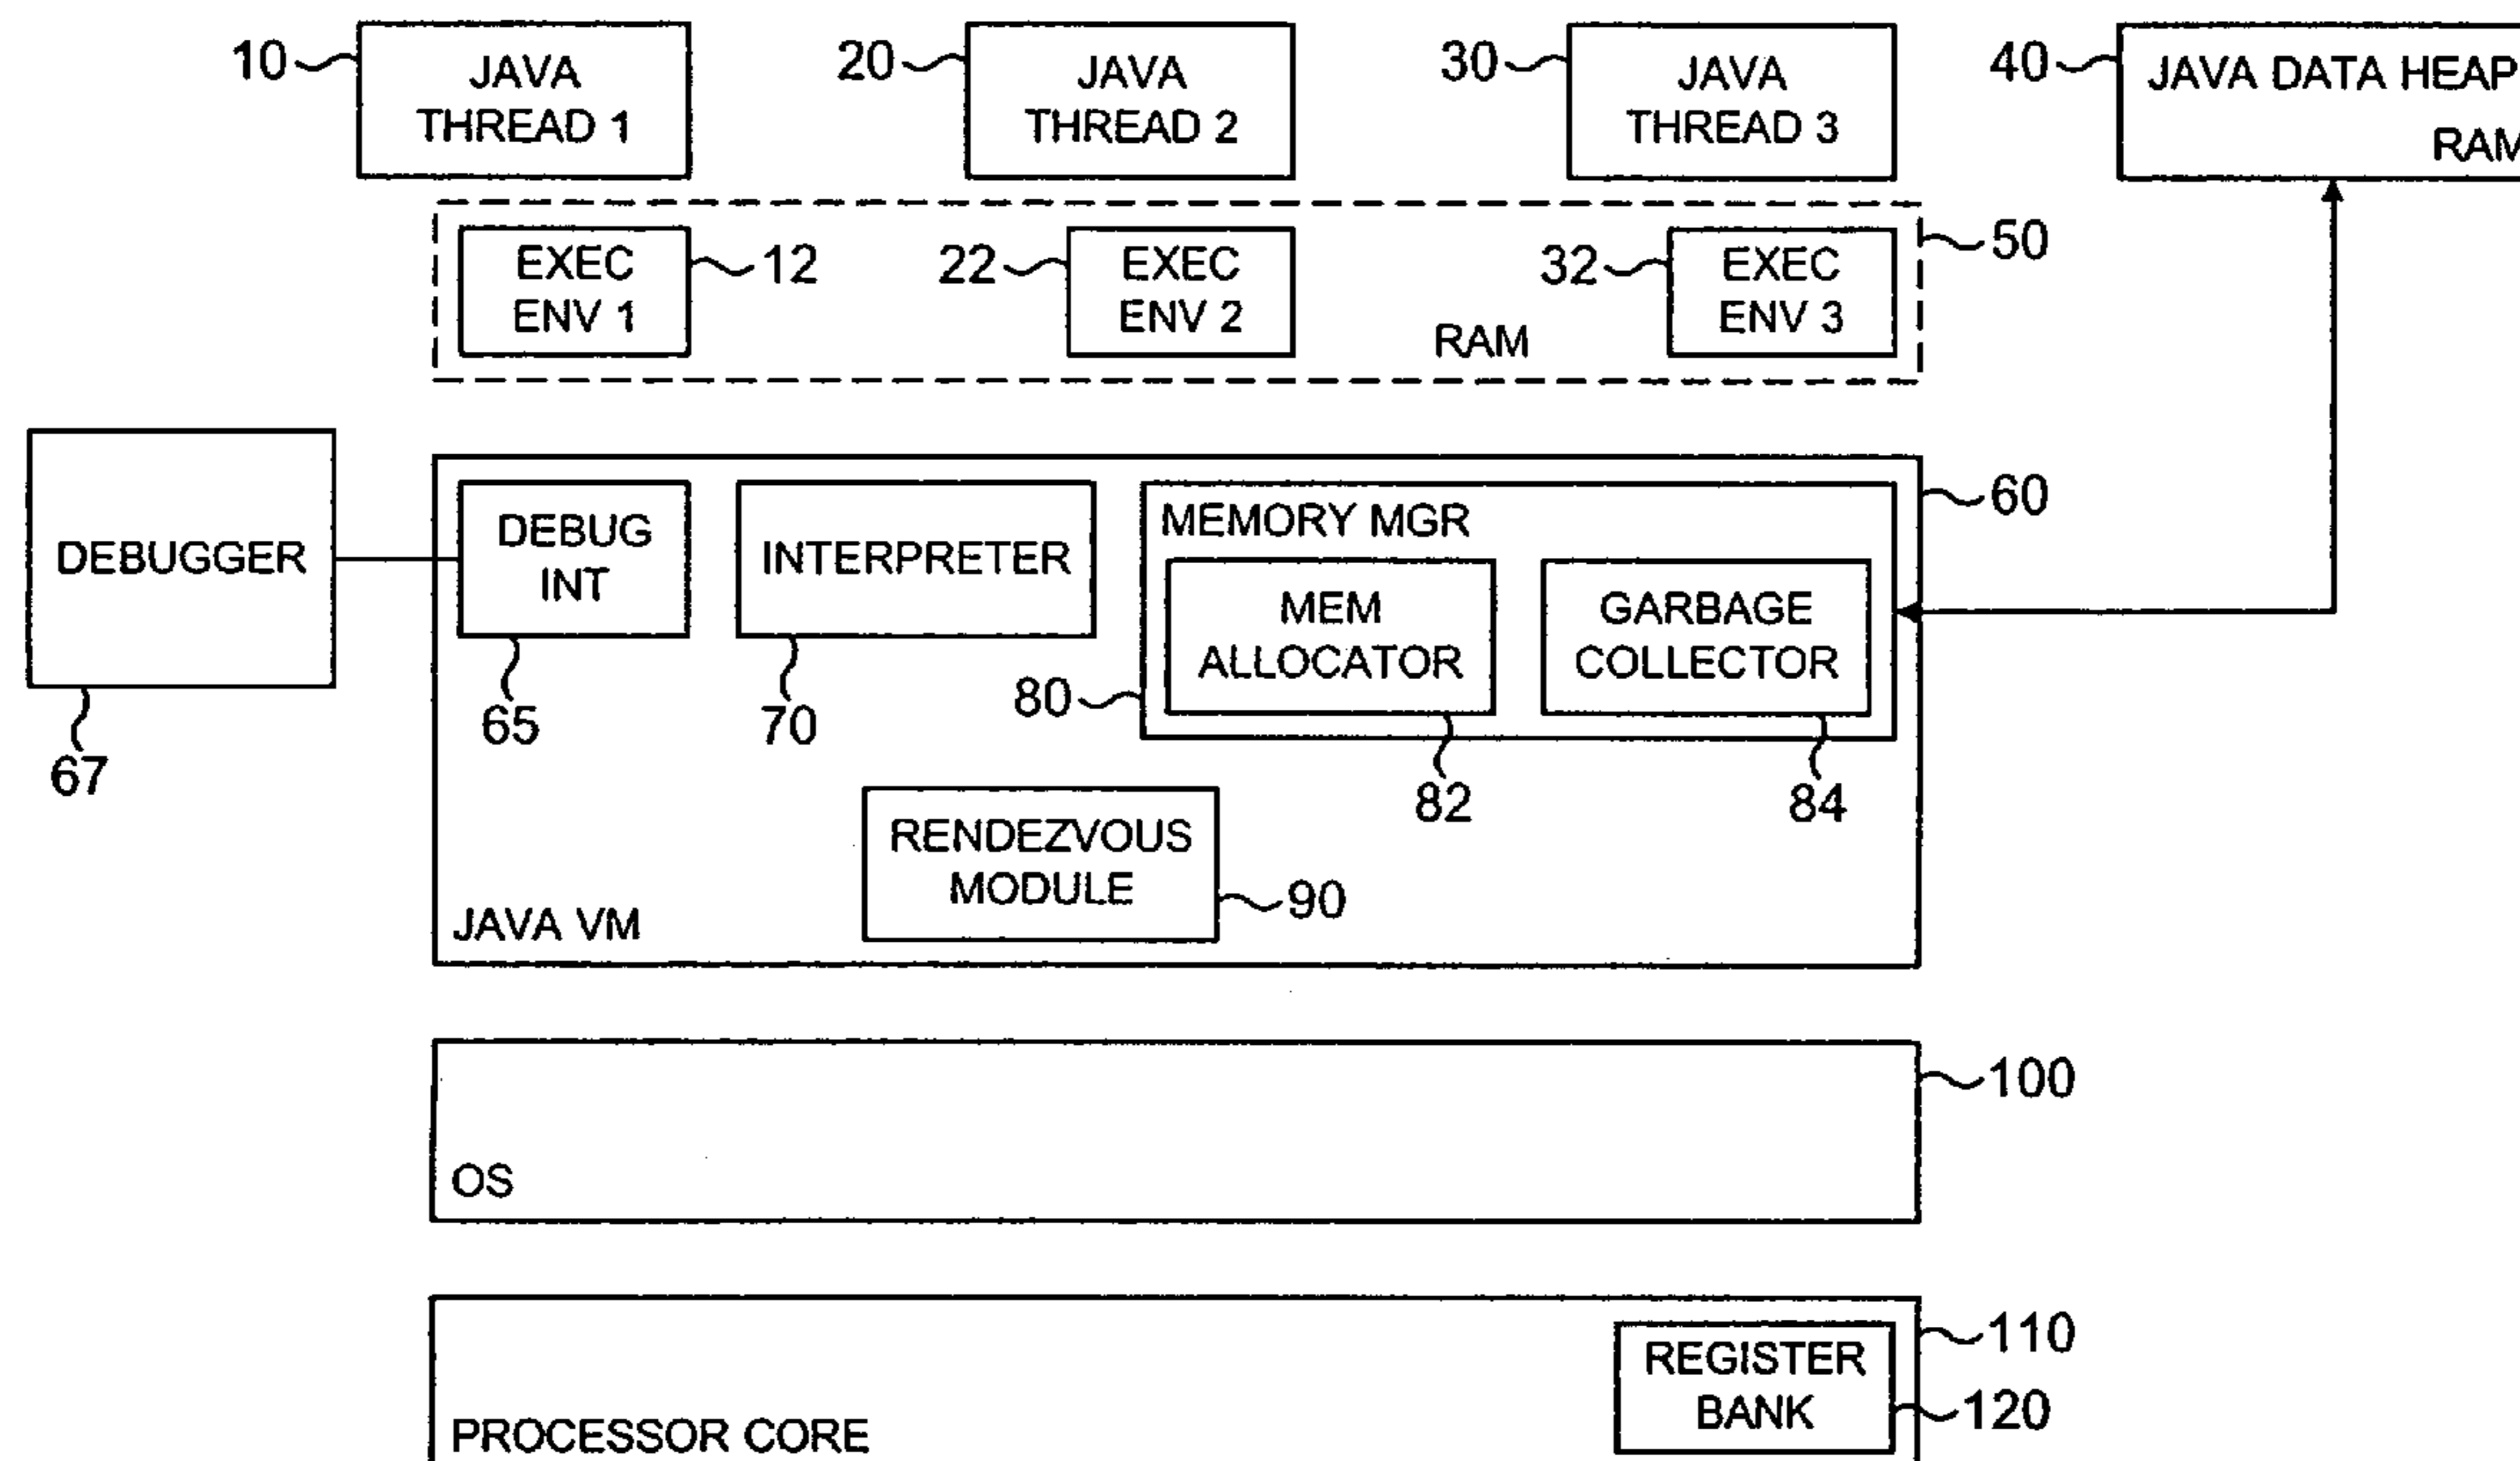 10
JAVA
THREAD 1
20
JAVA
THREAD 2
30
JAVA
THREAD 3
40
JAVA DATA HEAP
RAM
EXEC
ENV 1
12
22
EXEC
ENV 2
RAM
32
EXEC
ENV 3
50
DEBUGGER
67
DEBUG
INT
65
INTERPRETER
70
MEMORY MGR
80
MEM
ALLOCATOR
82
GARBAGE
COLLECTOR
84
60
RENDEZVOUS
MODULE
90
JAVA VM
100
OS
110
REGISTER
BANK
120
PROCESSOR CORE